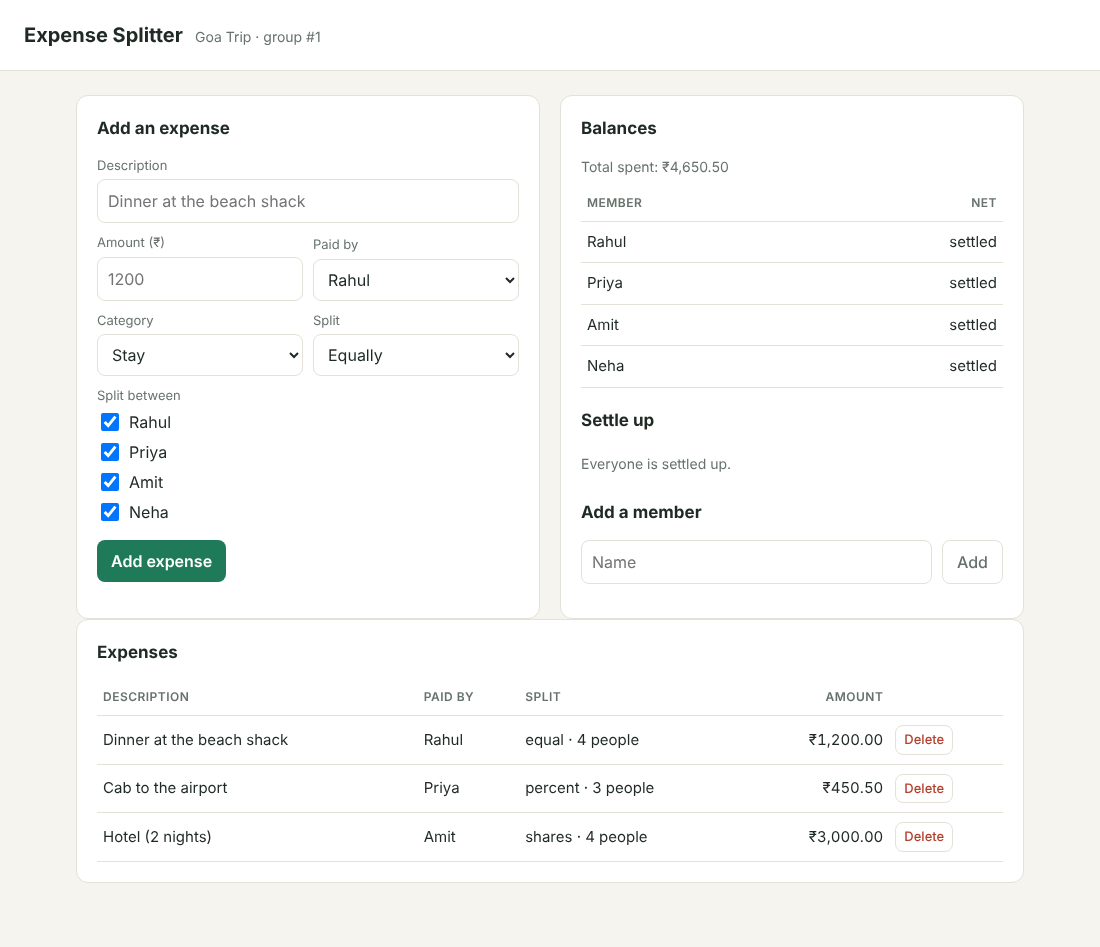 Expense Splitter Goa Trip · group #1
Add an expense
Description
Dinner at the beach shack
Amount (₹) Paid by
1200 Rahul
Category Split
Stay Equally
Split between
Rahul
Priya
Amit
Neha
Add expense
Balances
Total spent: ₹4,650.50
MEMBER NET
Rahul settled
Priya settled
Amit settled
Neha settled
Settle up
Everyone is settled up.
Add a member
Name Add
Expenses
DESCRIPTION PAID BY SPLIT AMOUNT
Dinner at the beach shack Rahul equal · 4 people ₹1,200.00 Delete
Cab to the airport Priya percent · 3 people ₹450.50 Delete
Hotel (2 nights) Amit shares · 4 people ₹3,000.00 Delete